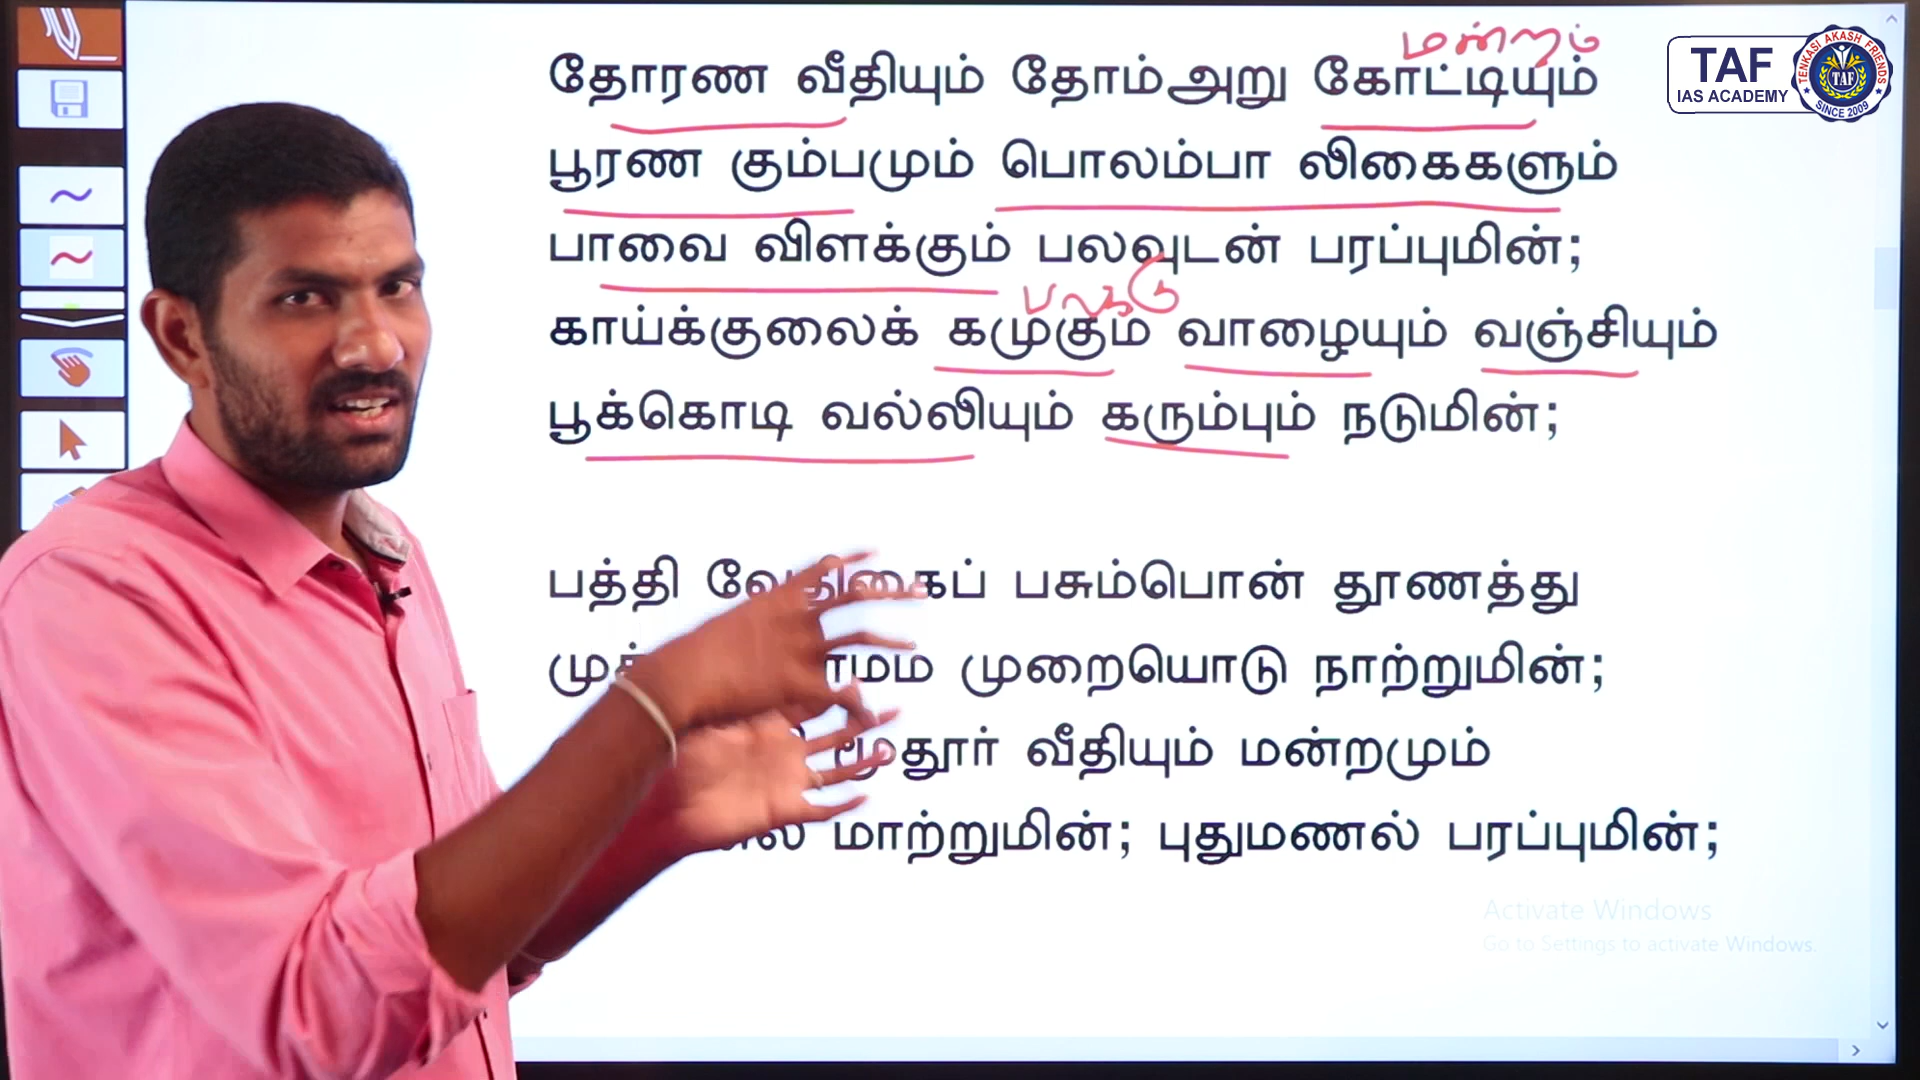 மன்றம்
TAF
IAS ACADEMY
TENKASI AKASH FRIENDS
TAF
SINCE 2009
தோரண வீதியும் தோம்அறு கோட்டியும்
பூரண கும்பமும் பொலம்பா லிகைகளும்
பாவை விளக்கும் பலவுடன் பரப்புமின்;
காய்க்குலைக் கமுகும் வாழையும் வஞ்சியும்
பூக்கொடி வல்லியும் கரும்பும் நடுமின்;
பத்தி வேதிகைப் பசும்பொன் தூணத்து
முறையொடு நாற்றுமின்;
மூதூர் வீதியும் மன்றமும்
மாற்றுமின்; புதுமணல் பரப்புமின்;
Activate Windows
Go to Settings to activate Windows.